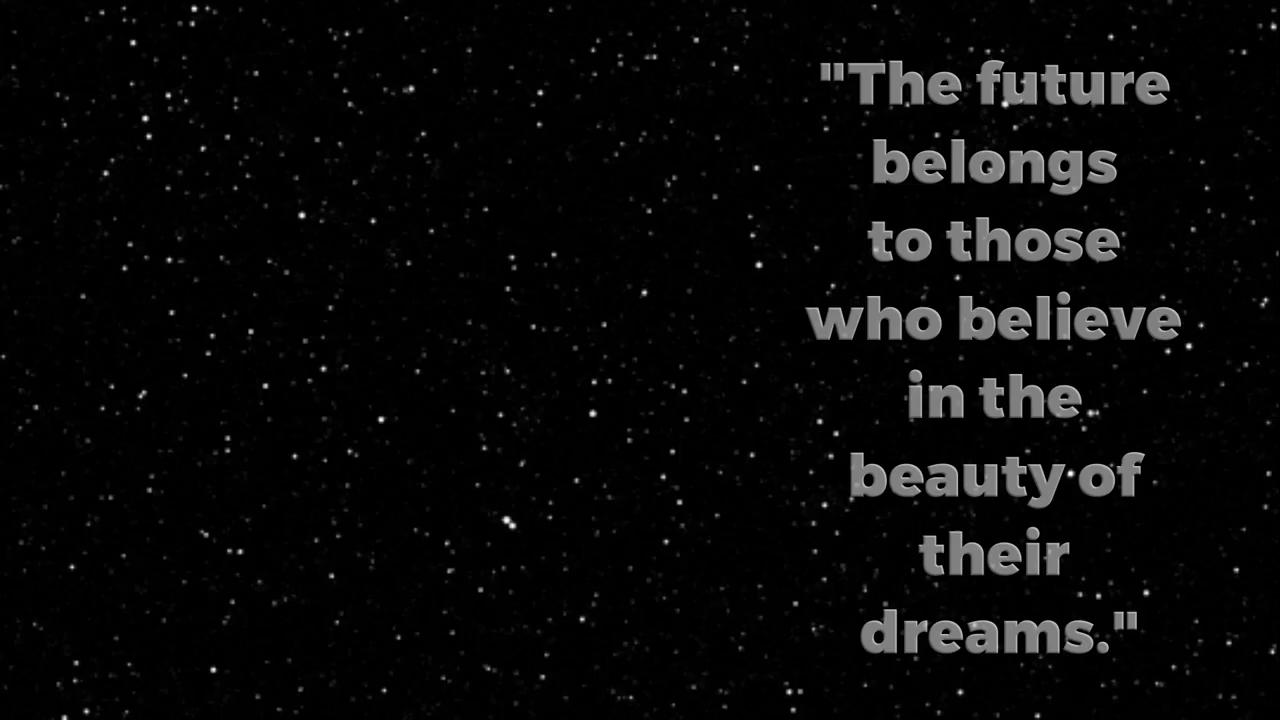 "The future
belongs
to those
who believe
in the
beauty of
their
dreams."